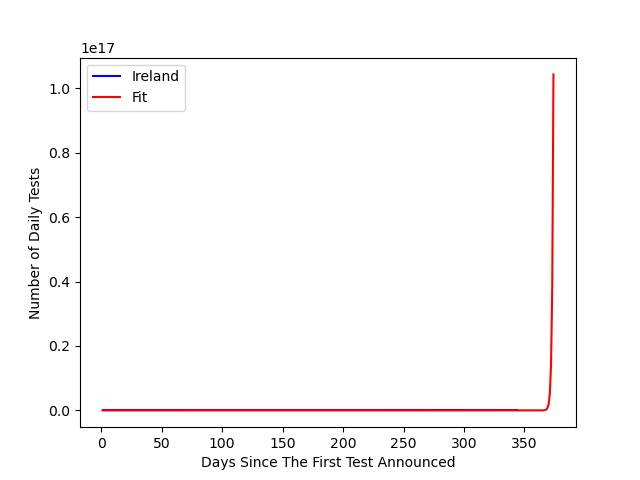 1e17
Ireland
Fit
1.0
0.8
0.6
0.4
0.2
0.0
Number of Daily Tests
0 50 100 150 200 250 300 350
Days Since The First Test Announced